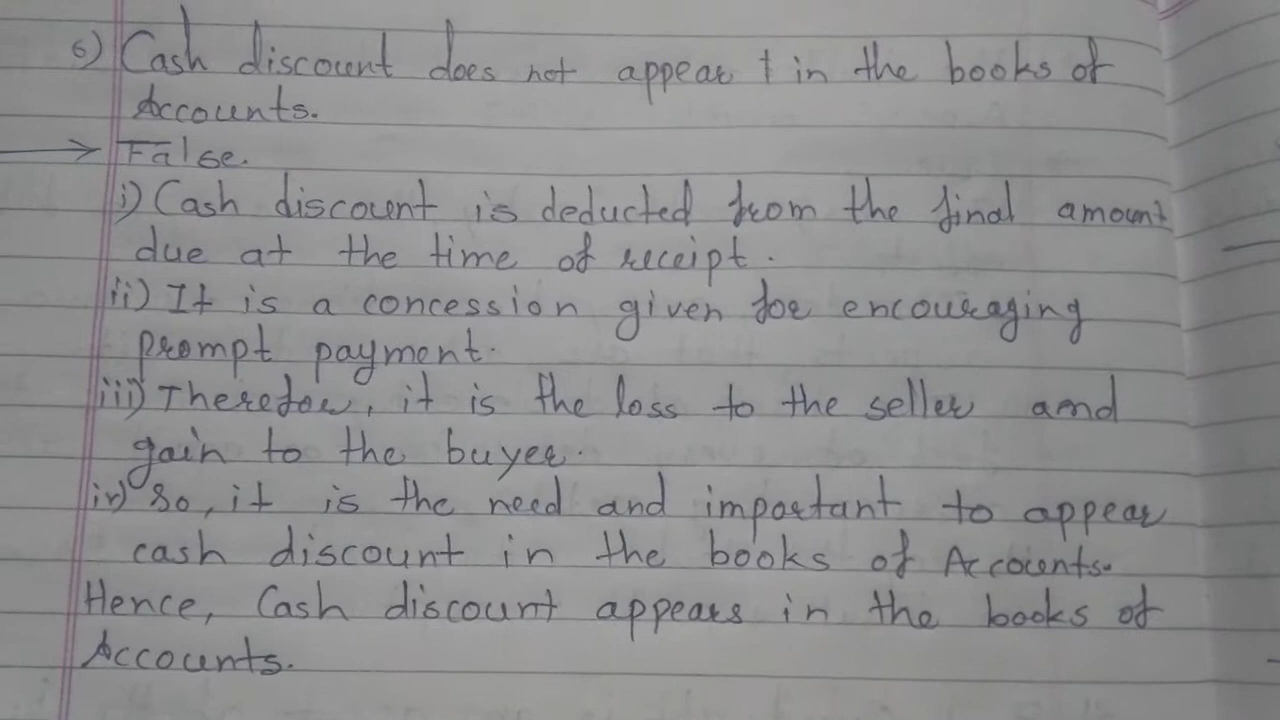 6) Cash discount does not appear t in the books of
Accounts.
→ False.
i) Cash discount is deducted from the final amount
due at the time of receipt.
ii) It is a concession given for encouraging
prompt payment.
iii) Therefore, it is the loss to the seller and
gain to the buyer.
iv) So, it is the need and important to appear
cash discount in the books of Accounts.
Hence, Cash discount appears in the books of
Accounts.